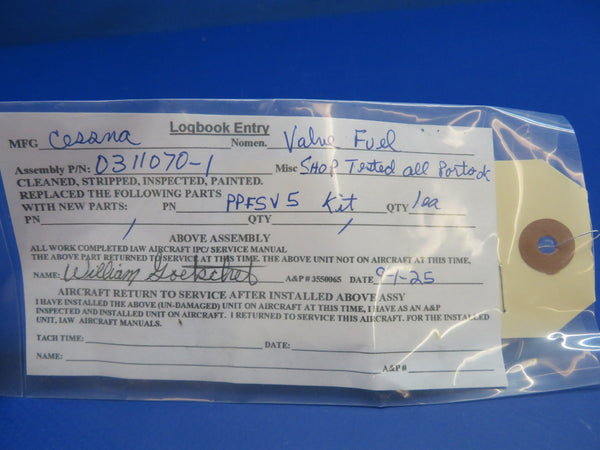 Logbook Entry
MFG Cessna Nomen. Valve Fuel
Assembly P/N: 0311070-1 Misc Shop Tested all Ports ok
CLEANED, STRIPPED, INSPECTED, PAINTED.
REPLACED THE FOLLOWING PARTS
WITH NEW PARTS: PN PPFSV5 Kit QTY 1ea
PN / QTY /
ABOVE ASSEMBLY
ALL WORK COMPLETED IAW AIRCRAFT IPC/ SERVICE MANUAL
THE ABOVE PART RETURNED TO SERVICE AT THIS TIME. THE ABOVE UNIT NOT ON AIRCRAFT AT THIS TIME.
NAME: William A&P # 3550065 DATE 9-1-25
AIRCRAFT RETURN TO SERVICE AFTER INSTALLED ABOVE ASSY
I HAVE INSTALLED THE ABOVE (UN-DAMAGED) UNIT ON AIRCRAFT AT THIS TIME, I HAVE AS AN A&P
INSPECTED AND INSTALLED UNIT ON AIRCRAFT. I RETURNED TO SERVICE THIS AIRCRAFT. FOR THE INSTALLED
UNIT, IAW AIRCRAFT MANUALS.
TACH TIME: DATE:
NAME: A&P #